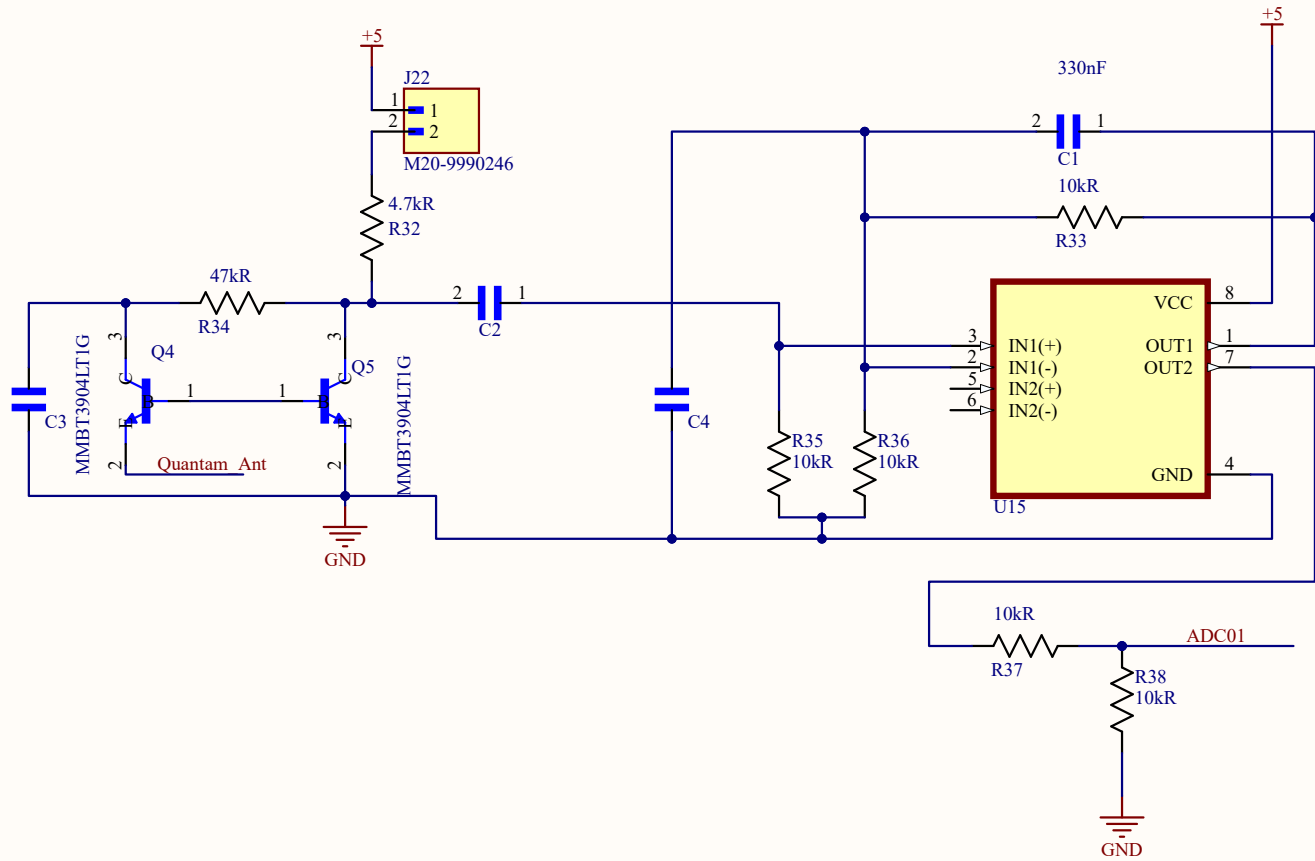 +5
+5
330nF
J22
1
1
2
2
M20-9990246
2
1
C1
10kR
R33
4.7kR
R32
47kR
R34
2
1
C2
VCC
8
3
IN1(+)
OUT1
1
2
IN1(-)
OUT2
7
5
IN2(+)
6
IN2(-)
GND
4
U15
3
Q4
3
Q5
C
C
MMBT3904LT1G
MMBT3904LT1G
C3
B
1
1
B
E
E
2
2
Quantam_Ant
GND
C4
R35
10kR
R36
10kR
10kR
R37
ADC01
R38
10kR
GND